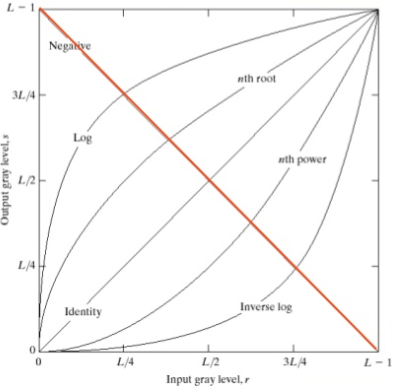 L − 1
Negative
nth root
3L/4
Log
Output gray level, s
L/2
nth power
L/4
Identity
Inverse log
0
0
L/4
L/2
3L/4
L − 1
Input gray level, r